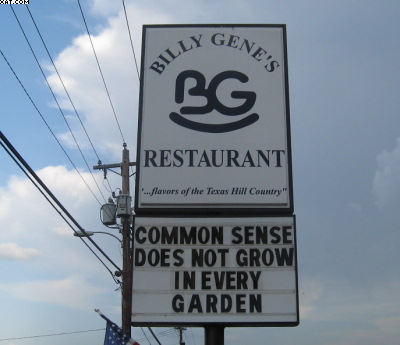 BILLY GENE'S
BG
RESTAURANT
"...flavors of the Texas Hill Country"
COMMON SENSE
DOES NOT GROW
IN EVERY
GARDEN